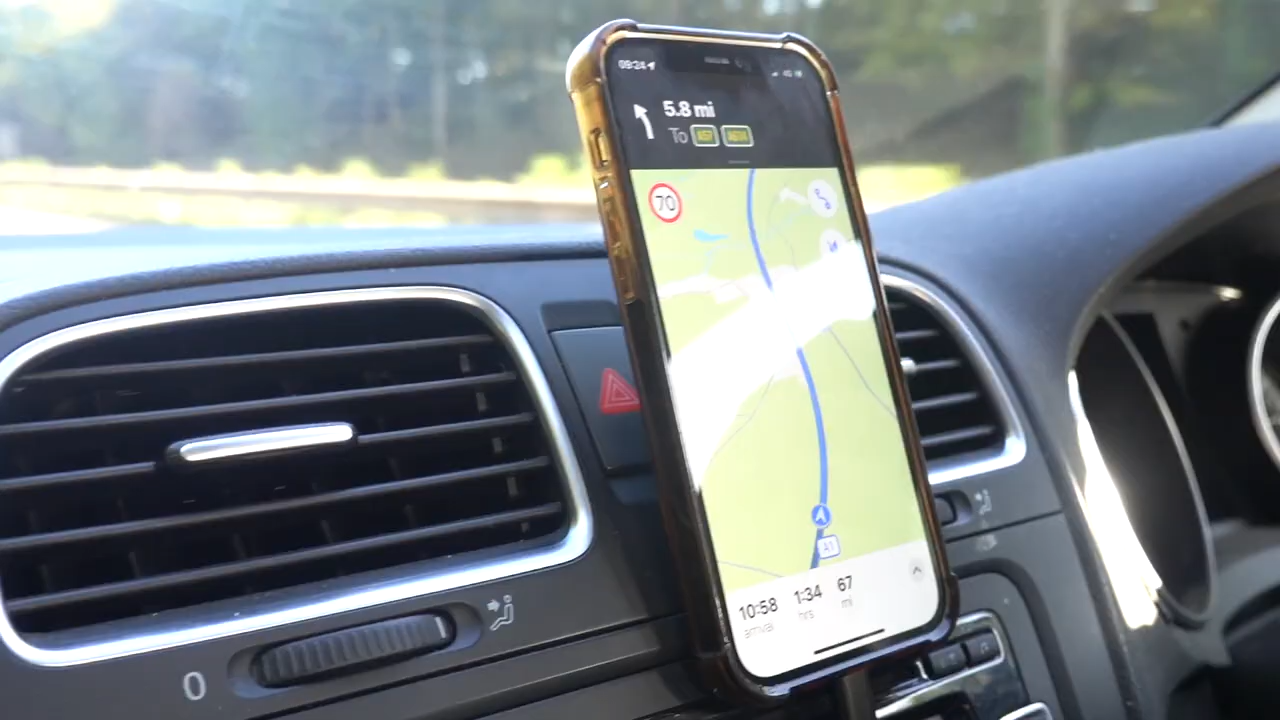 09:24 4G
5.8 mi
To A57 A614
70
A1
10:58 1:34 67
arrival hrs mi
0